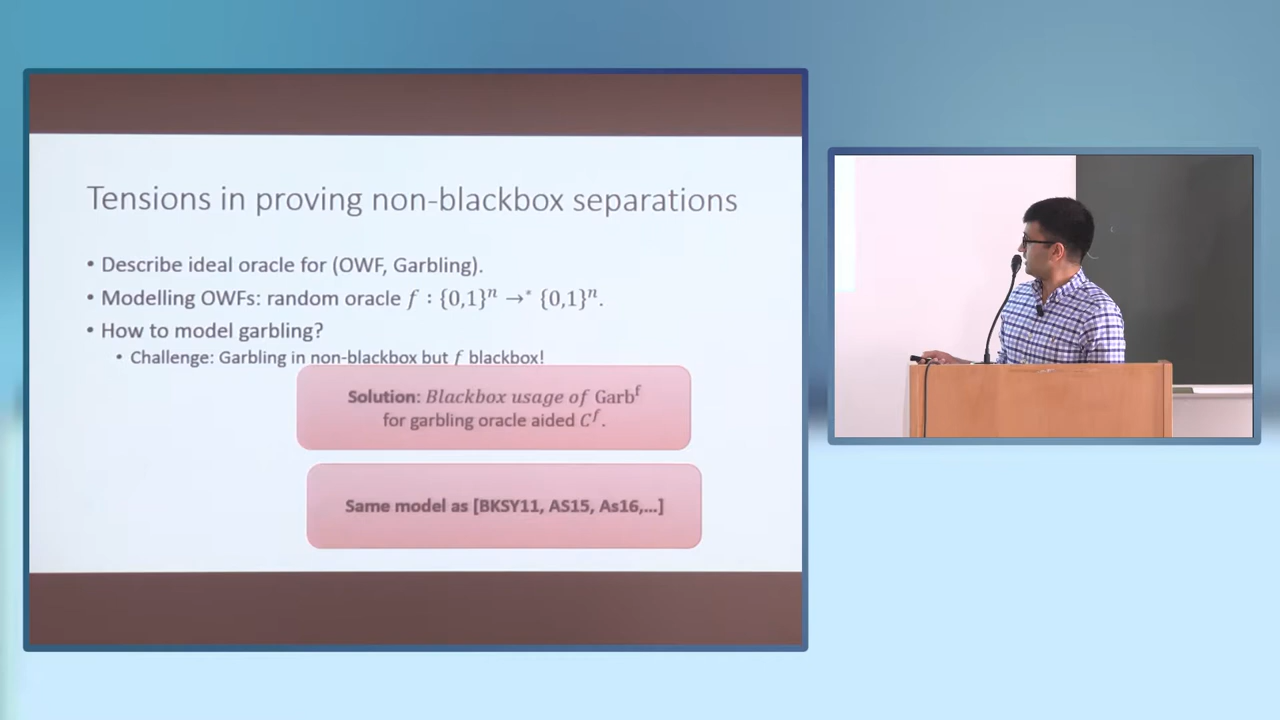 Tensions in proving non-blackbox separations
• Describe ideal oracle for (OWF, Garbling).
• Modelling OWFs: random oracle f : {0,1}ⁿ →* {0,1}ⁿ.
• How to model garbling?
• Challenge: Garbling in non-blackbox but f blackbox!
Solution: Blackbox usage of Garbᶠ
for garbling oracle aided Cᶠ.
Same model as [BKSY11, AS15, As16,...]